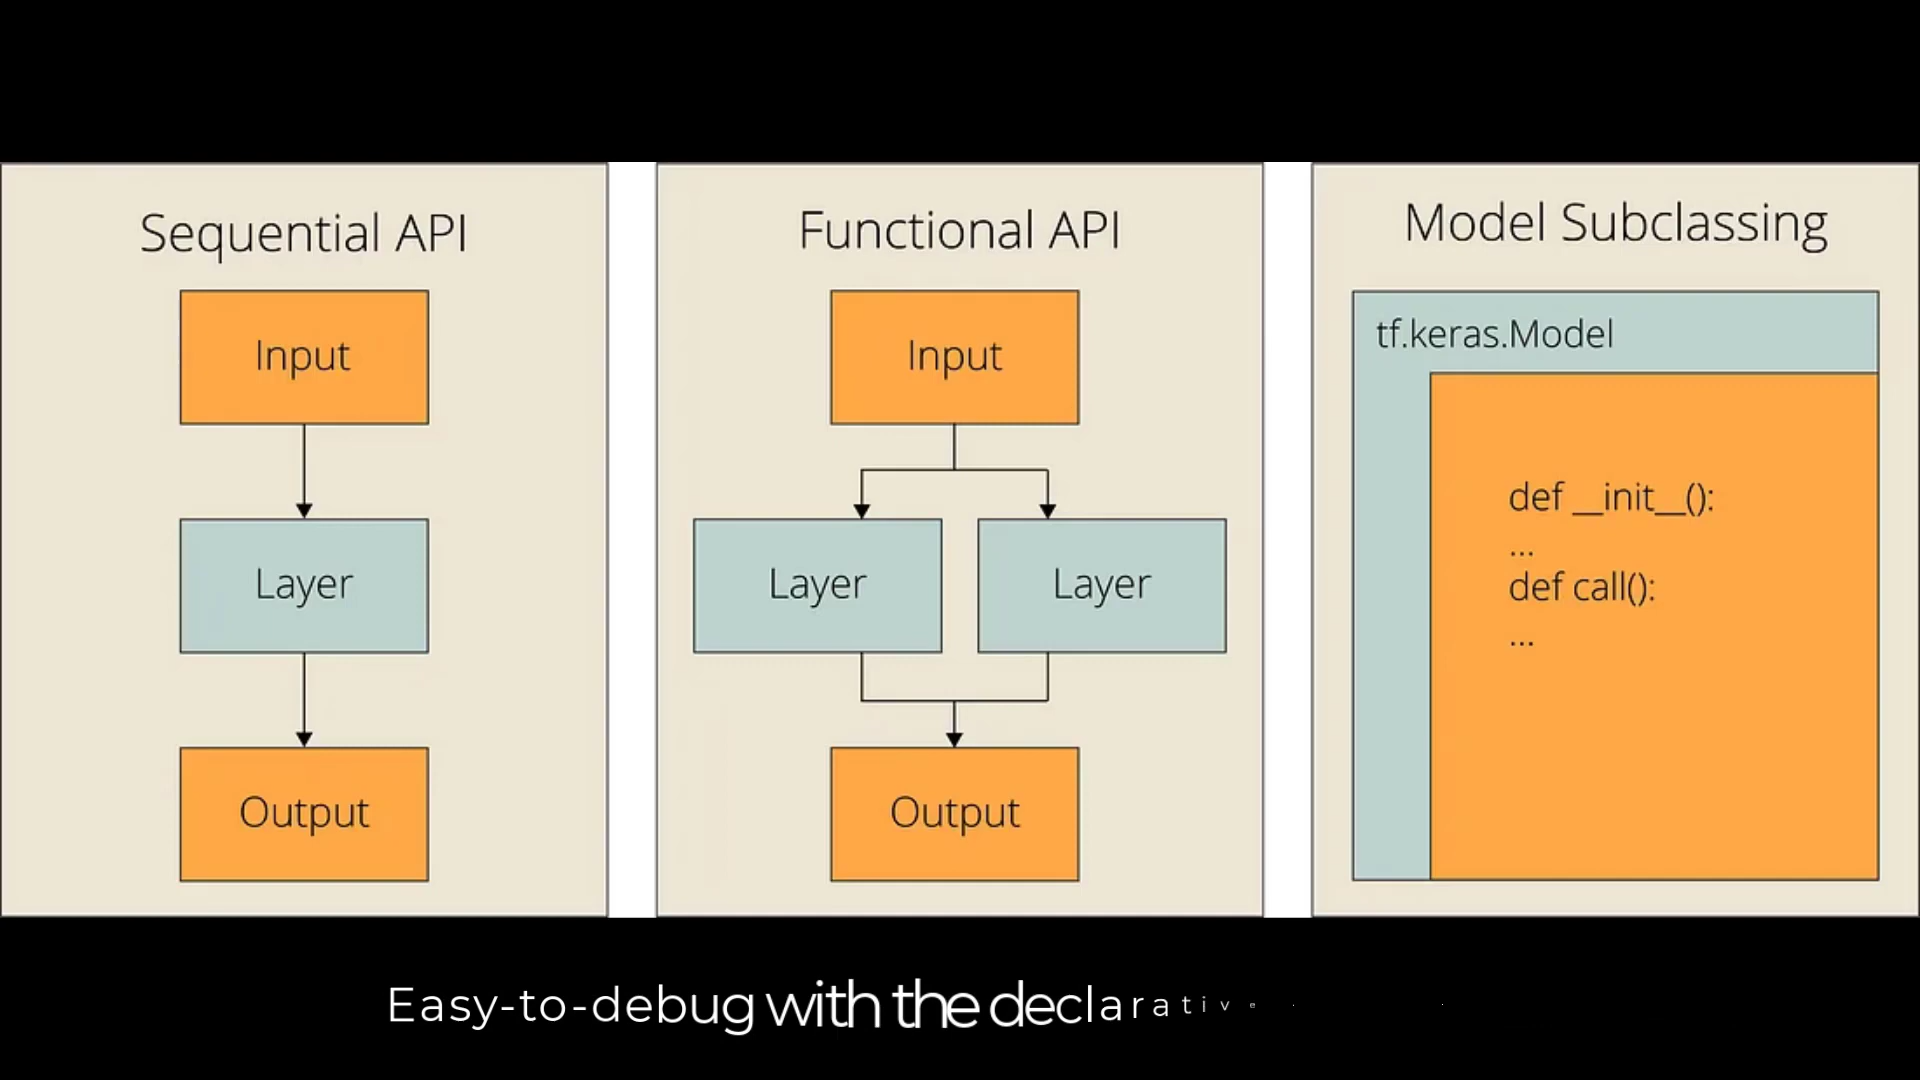 Sequential API
Input
Layer
Output
Functional API
Input
Layer Layer
Output
Model Subclassing
tf.keras.Model
def __init__():
...
def call():
...
Easy-to-debug with the declarative